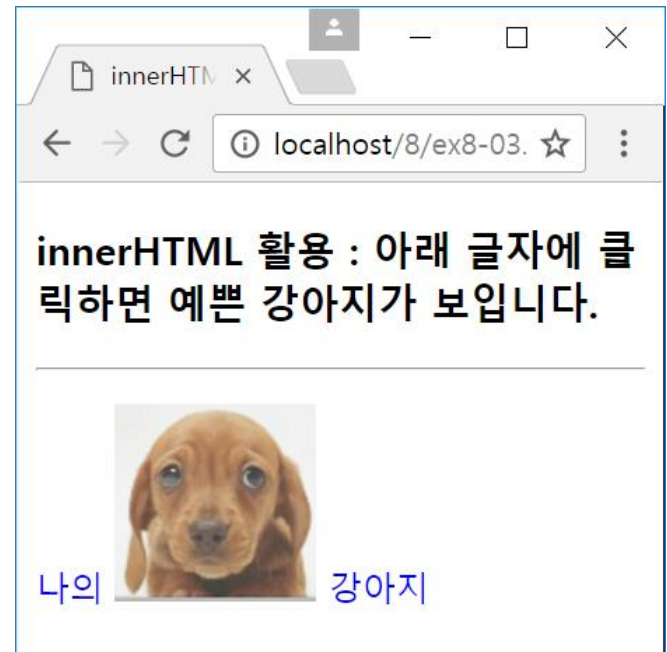 innerHTM
localhost/8/ex8-03.
innerHTML 활용 : 아래 글자에 클
릭하면 예쁜 강아지가 보입니다.
나의 강아지